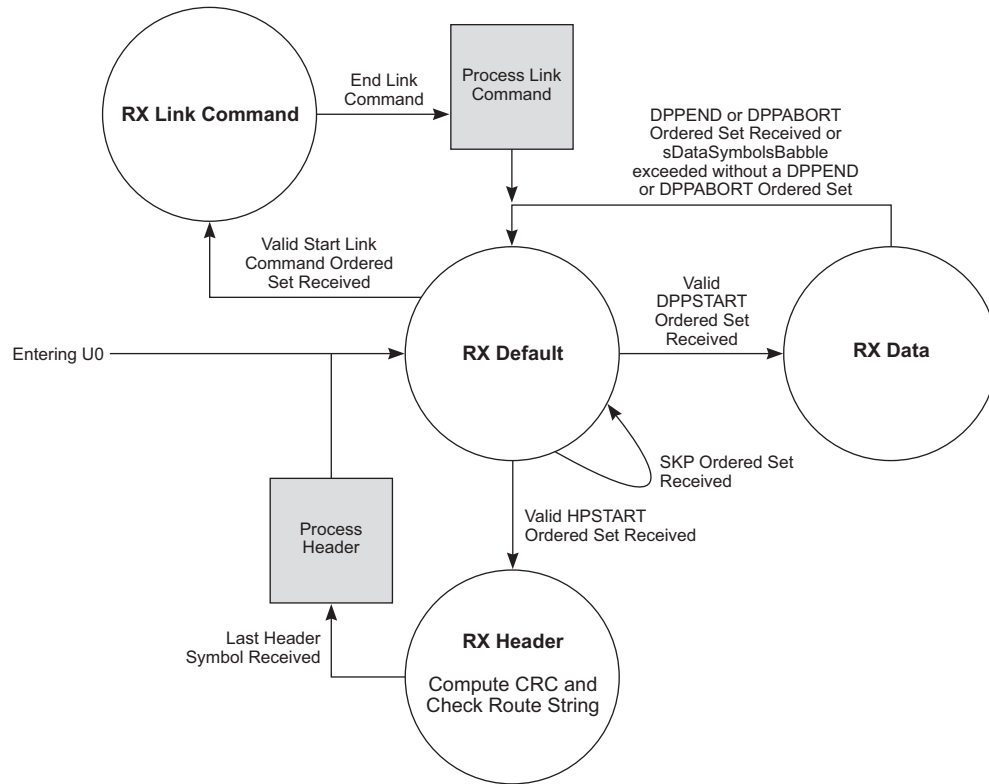 RX Link Command
End Link
Command
Process Link
Command
DPPEND or DPPABORT
Ordered Set Received or
sDataSymbolsBabble
exceeded without a DPPEND
or DPPABORT Ordered Set
Valid Start Link
Command Ordered
Set Received
Valid
DPPSTART
Ordered Set
Received
Entering U0
RX Default
RX Data
SKP Ordered Set
Received
Process
Header
Valid HPSTART
Ordered Set Received
Last Header
Symbol Received
RX Header
Compute CRC and
Check Route String